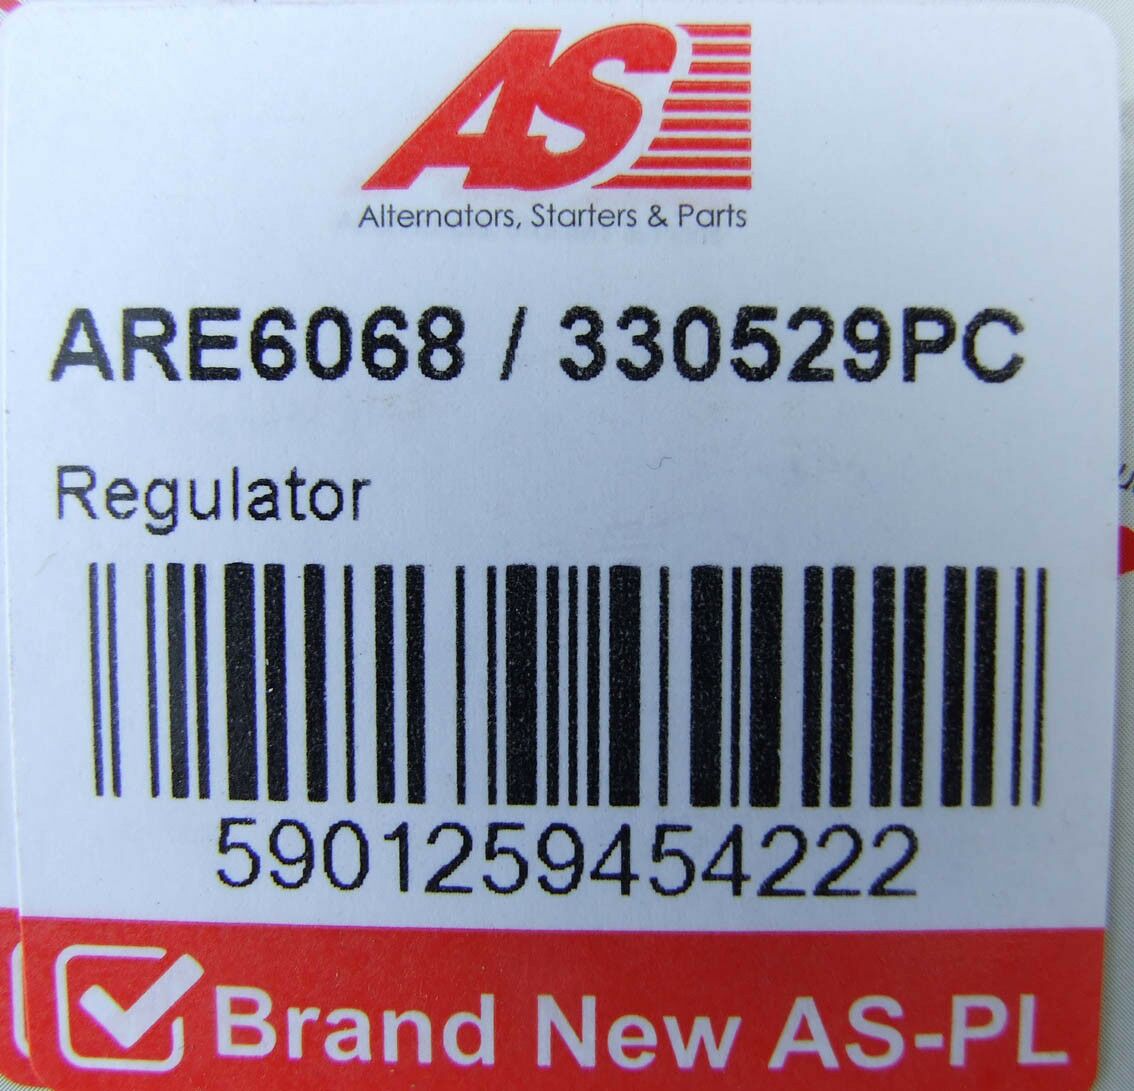 AS
Alternators, Starters & Parts
ARE6068 / 330529PC
Regulator
5901259454222
Brand New AS-PL